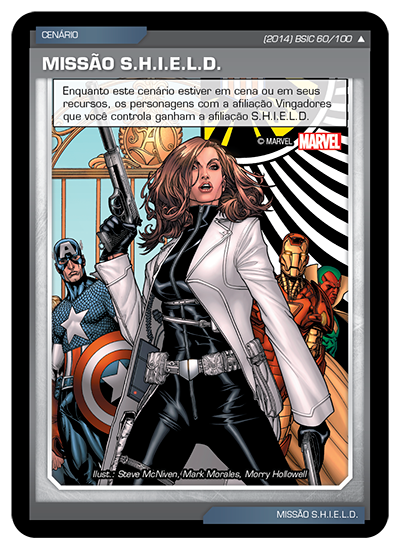 CENÁRIO
(2014) BSIC 60/100 ▲
MISSÃO S.H.I.E.L.D.
Enquanto este cenário estiver em cena ou em seus
recursos, os personagens com a afiliação Vingadores
que você controla ganham a afiliação S.H.I.E.L.D.
© MARVEL MARVEL
Ilust.: Steve McNiven, Mark Morales, Morry Hollowell
MISSÃO S.H.I.E.L.D.